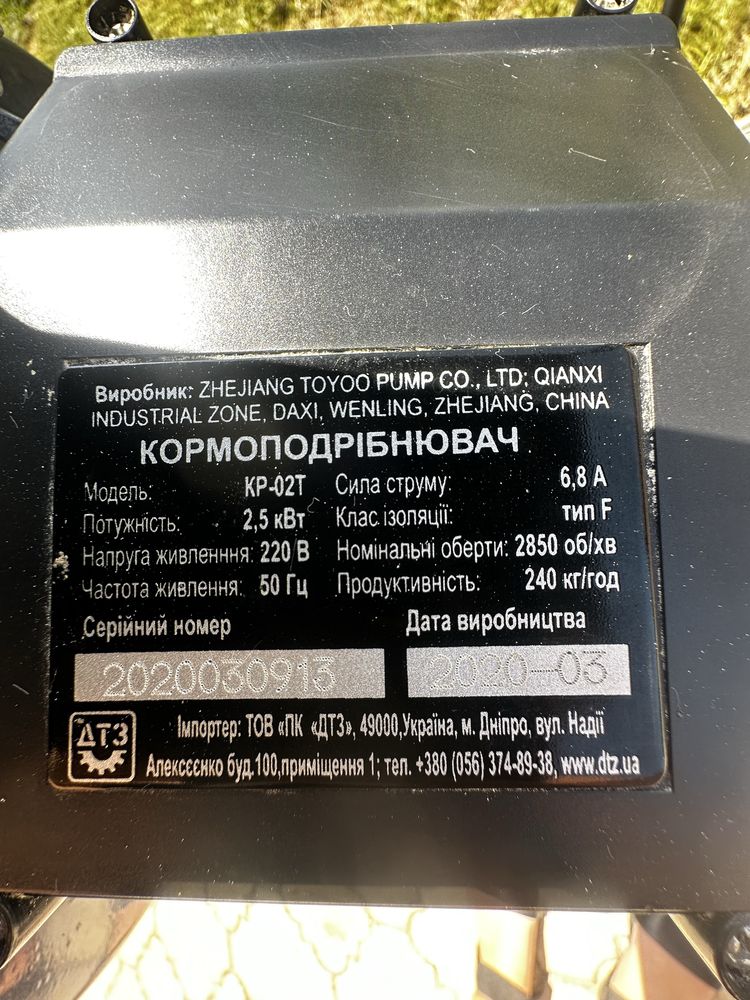 Виробник: ZHEJIANG TOYOO PUMP CO., LTD; QIANXI
INDUSTRIAL ZONE, DAXI, WENLING, ZHEJIANG, CHINA
КОРМОПОДРІБНЮВАЧ
Модель: КР-02Т Сила струму: 6,8 А
Потужність: 2,5 кВт Клас ізоляції: тип F
Напруга живленння: 220 В Номінальні оберти: 2850 об/хв
Частота живлення: 50 Гц Продуктивність: 240 кг/год
Серійний номер Дата виробництва
2020030913 2020-03
ДТЗ
Імпортер: ТОВ «ПК «ДТЗ», 49000,Україна, м. Дніпро, вул. Надії
Алексєєнко буд.100,приміщення 1; тел. +380 (056) 374-89-38, www.dtz.ua